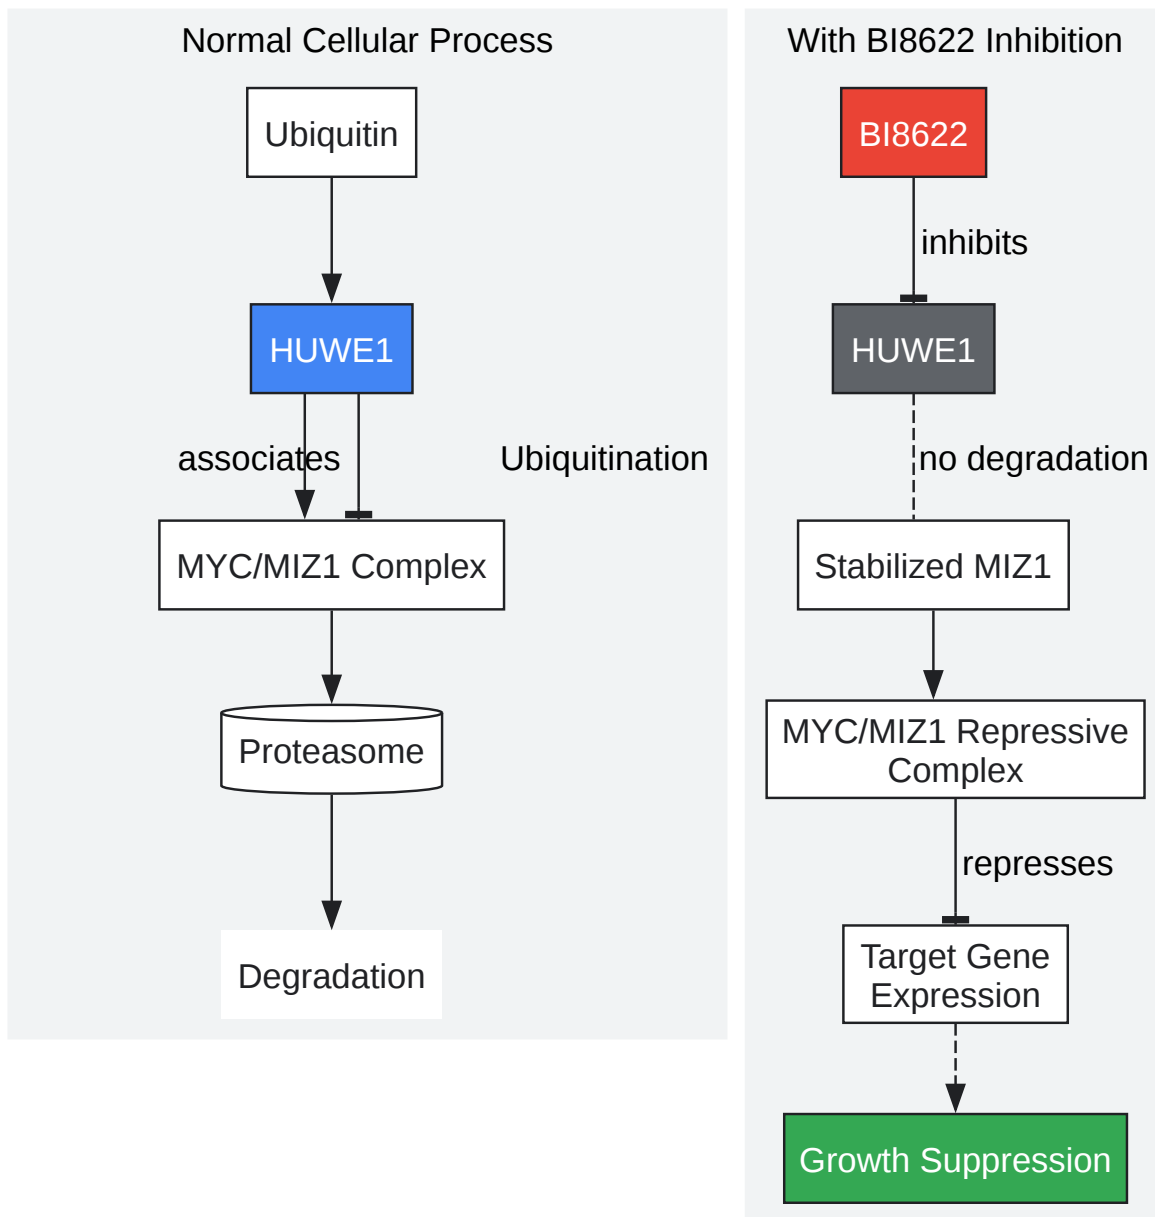 Normal Cellular Process
Ubiquitin
HUWE1
associates
Ubiquitination
MYC/MIZ1 Complex
Proteasome
Degradation
With BI8622 Inhibition
BI8622
inhibits
HUWE1
no degradation
Stabilized MIZ1
MYC/MIZ1 Repressive
Complex
represses
Target Gene
Expression
Growth Suppression